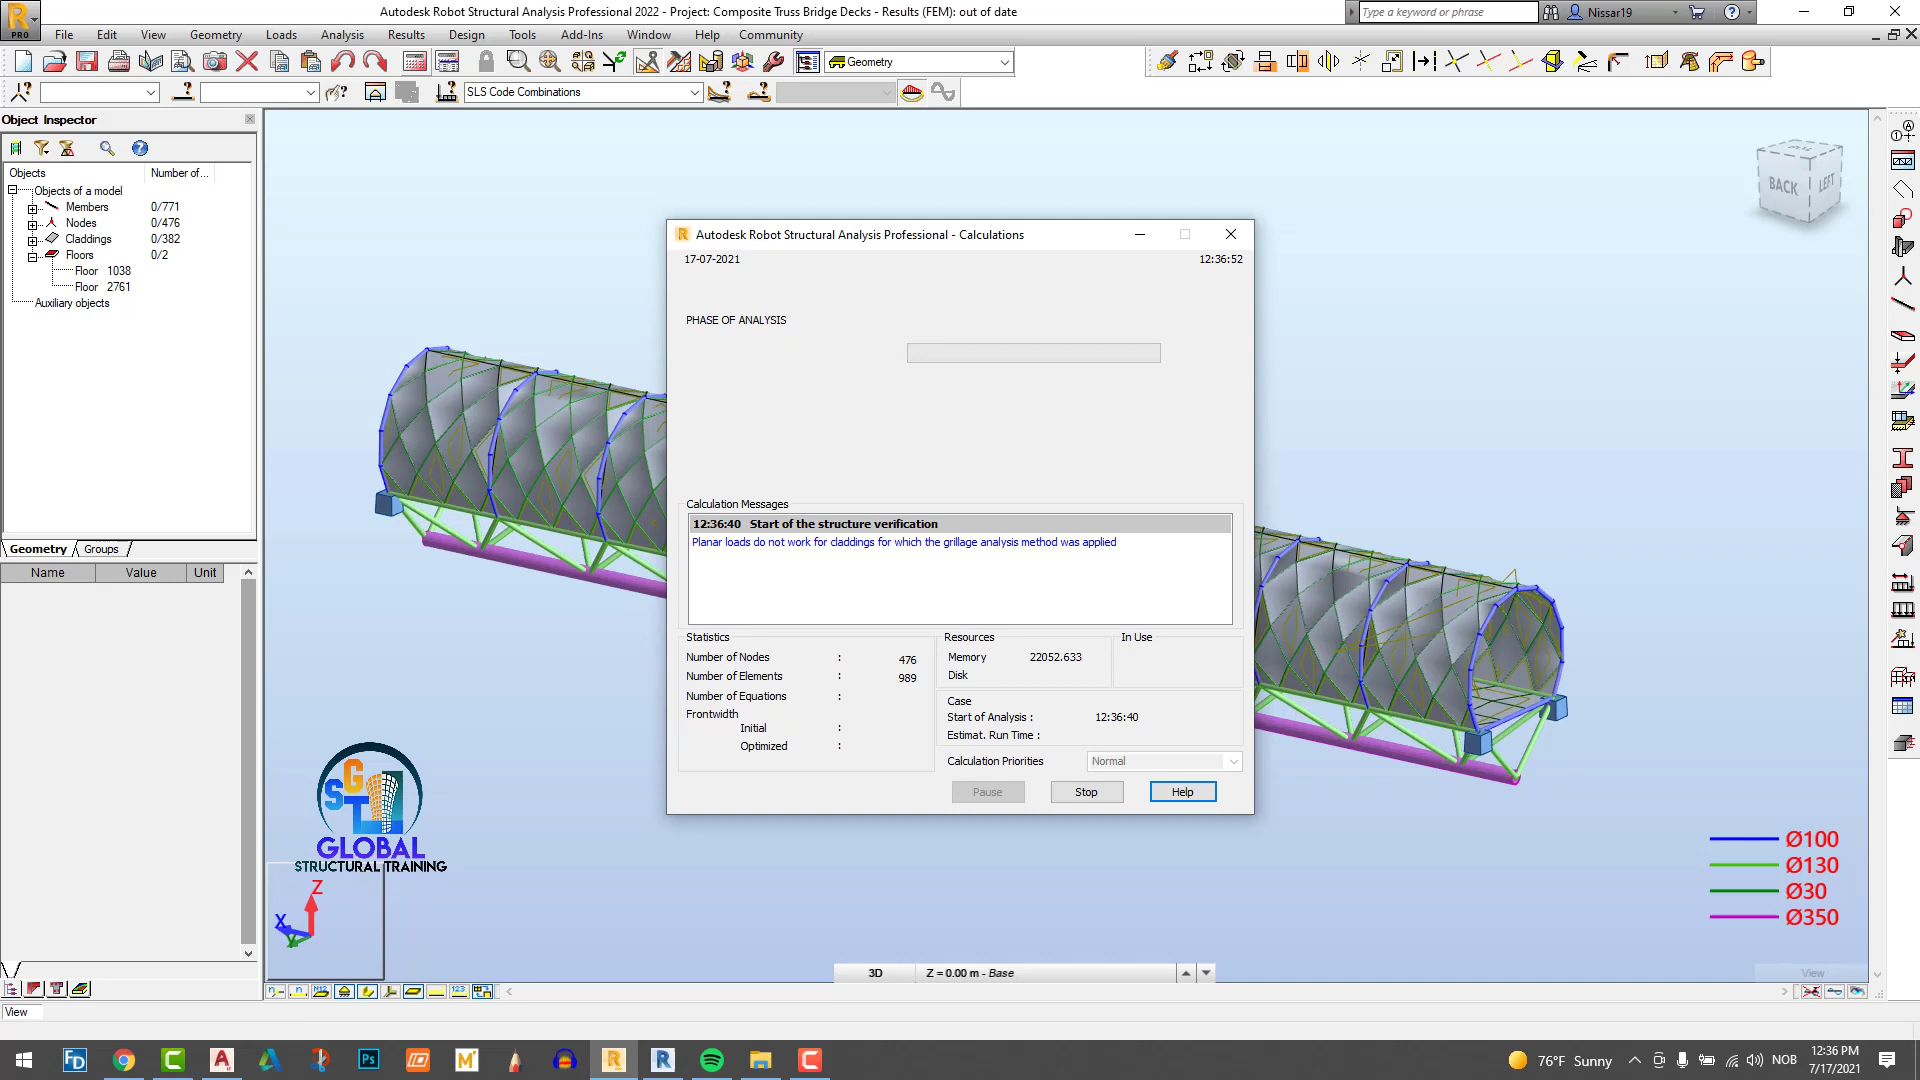 Autodesk Robot Structural Analysis Professional 2022 - Project: Composite Truss Bridge Decks - Results (FEM): out of date
Type a keyword or phrase
Nissar19
PRO
File Edit View Geometry Loads Analysis Results Design Tools Add-Ins Window Help Community
Geometry
SLS Code Combinations
Object Inspector
Objects Number of...
Objects of a model
Members 0/771
Nodes 0/476
Claddings 0/382
Floors 0/2
Floor 1038
Floor 2761
Auxiliary objects
Geometry Groups
Name Value Unit
BACK LEFT
Autodesk Robot Structural Analysis Professional - Calculations
17-07-2021 12:36:52
PHASE OF ANALYSIS
Calculation Messages
12:36:40 Start of the structure verification
Planar loads do not work for claddings for which the grillage analysis method was applied
Statistics
Number of Nodes : 476
Number of Elements : 989
Number of Equations :
Frontwidth
Initial :
Optimized :
Resources In Use
Memory 22052.633
Disk
Case
Start of Analysis : 12:36:40
Estimat. Run Time :
Calculation Priorities Normal
Pause Stop Help
SGT
GLOBAL
STRUCTURAL TRAINING
Z
X
Ø100
Ø130
Ø30
Ø350
3D Z = 0.00 m - Base
View
View
76°F Sunny
NOB
12:36 PM
7/17/2021